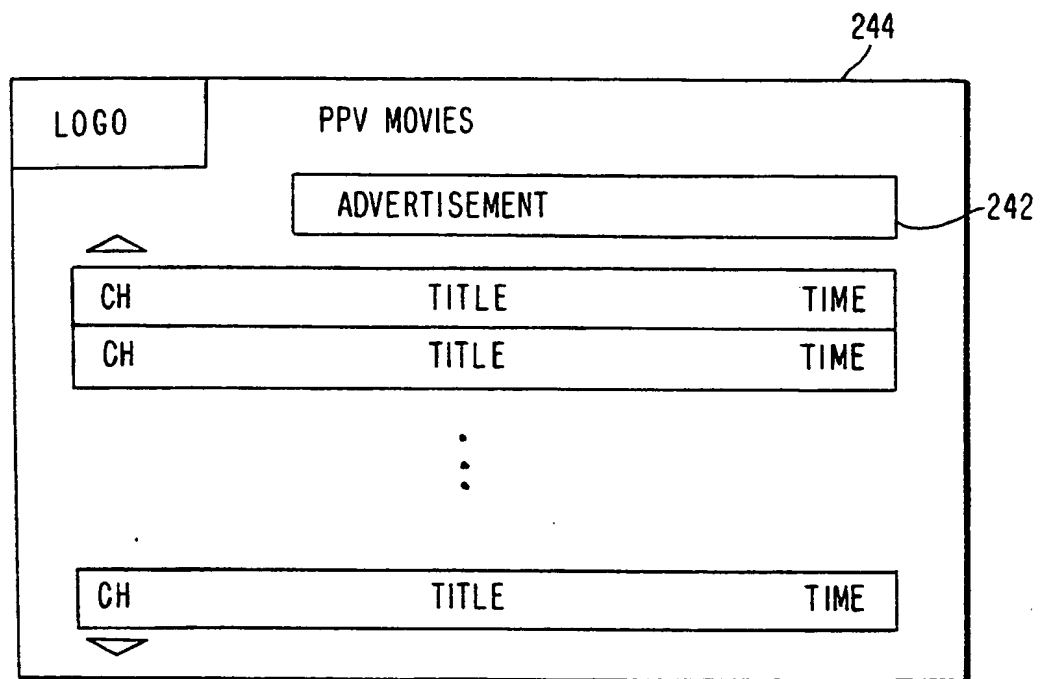 244
LOGO PPV MOVIES
ADVERTISEMENT
242
CH TITLE TIME
CH TITLE TIME
CH TITLE TIME